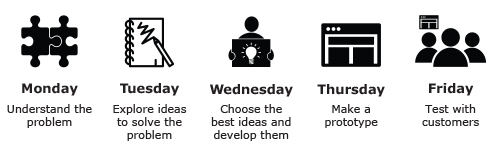 Monday
Understand the
problem
Tuesday
Explore ideas
to solve the
problem
Wednesday
Choose the
best ideas and
develop them
Thursday
Make a
prototype
Friday
Test with
customers